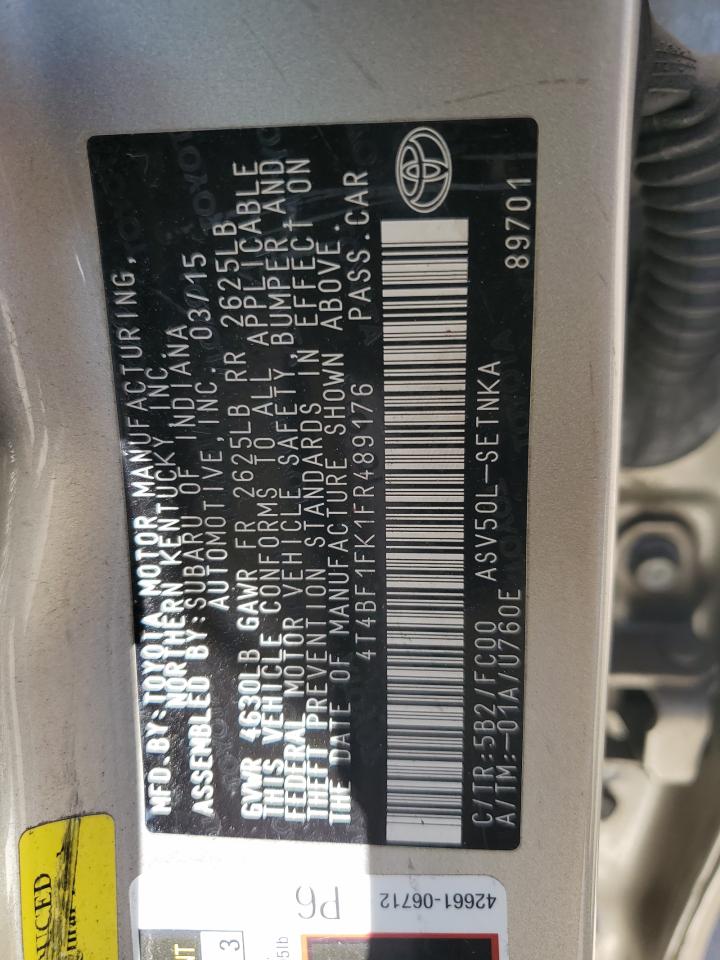 MFD.BY:TOYOTA MOTOR MANUFACTURING,
NORTHERN KENTUCKY INC.
ASSEMBLED BY:SUBARU OF INDIANA
AUTOMOTIVE,INC. 03/15
GVWR 4630LB GAWR FR 2625LB RR 2625LB
THIS VEHICLE CONFORMS TO ALL APPLICABLE
FEDERAL MOTOR VEHICLE SAFETY,BUMPER AND
THEFT PREVENTION STANDARDS IN EFFECT ON
THE DATE OF MANUFACTURE SHOWN ABOVE.
4T4BF1FK1FR489176 PASS.CAR
C/TR:5B2/FC00 ASV50L-SETNKA
A/TM:-01A/U760E 89701
42661-06712
P6
3
5lb